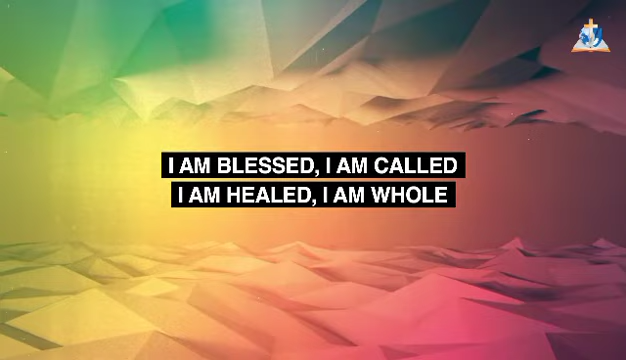 I AM BLESSED, I AM CALLED
I AM HEALED, I AM WHOLE